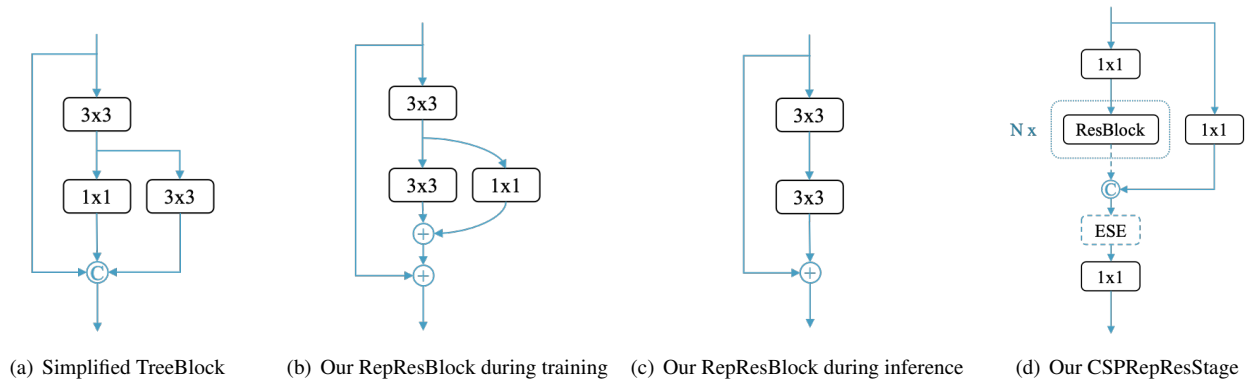 3x3
1x1
3x3
C
(a) Simplified TreeBlock
3x3
3x3
1x1
+
+
(b) Our RepResBlock during training
3x3
3x3
+
(c) Our RepResBlock during inference
1x1
N x
ResBlock
1x1
C
ESE
1x1
(d) Our CSPRepResStage